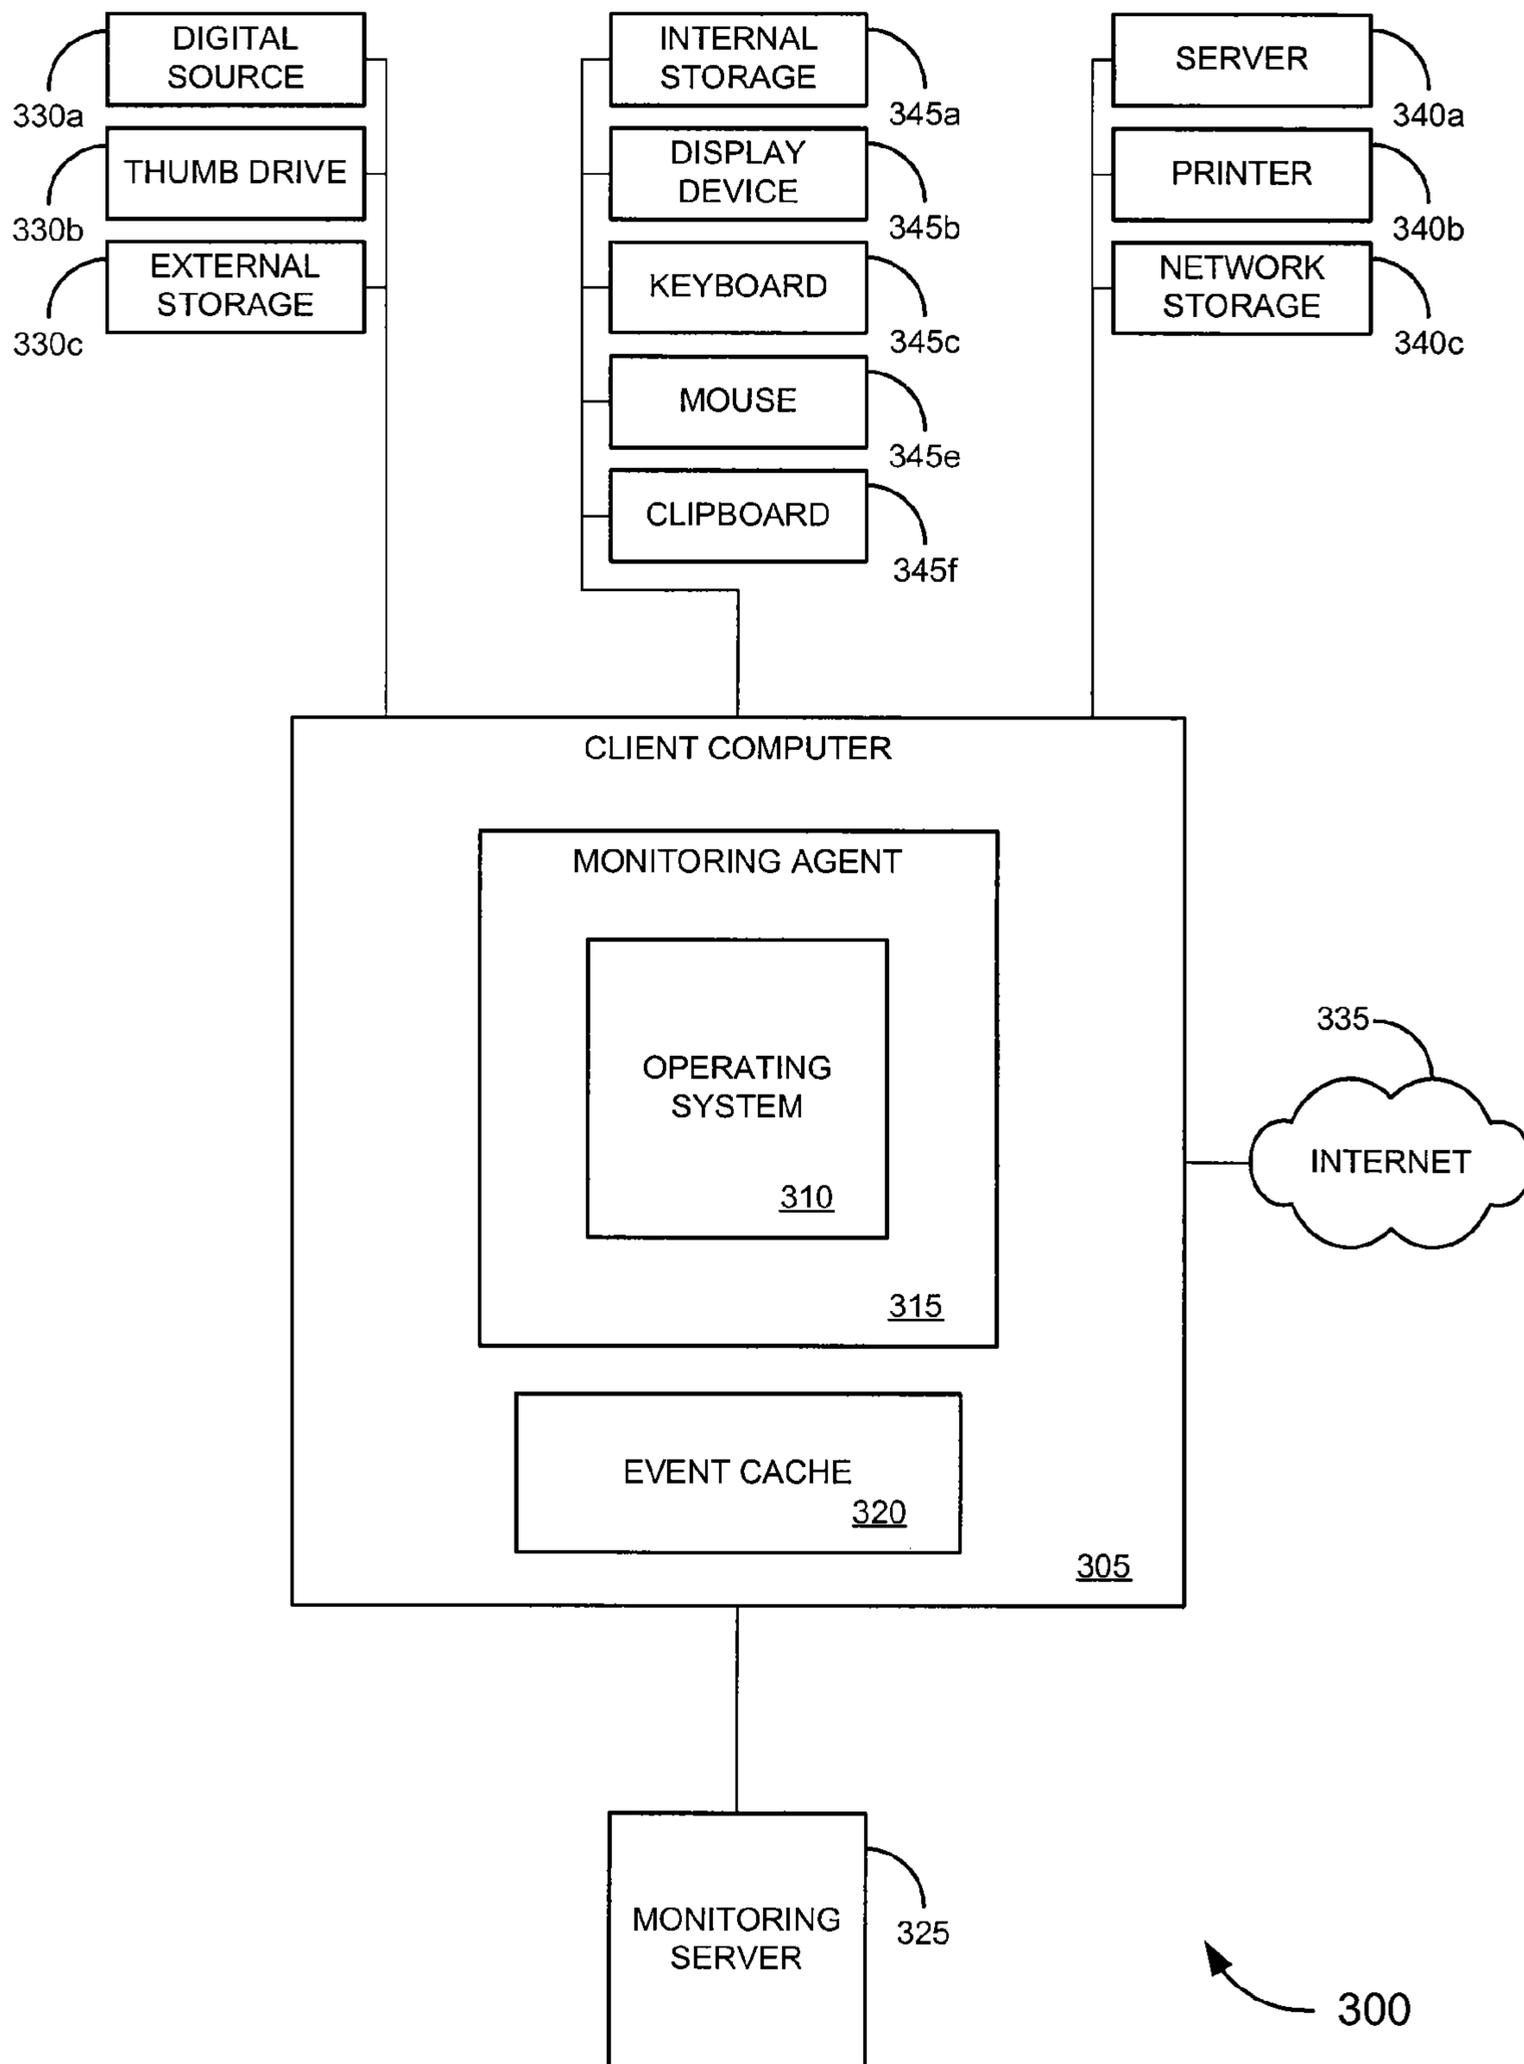 DIGITAL
SOURCE
330a
THUMB DRIVE
330b
EXTERNAL
STORAGE
330c
INTERNAL
STORAGE
345a
DISPLAY
DEVICE
345b
KEYBOARD
345c
MOUSE
345e
CLIPBOARD
345f
SERVER
340a
PRINTER
340b
NETWORK
STORAGE
340c
CLIENT COMPUTER
MONITORING AGENT
OPERATING
SYSTEM
310
315
EVENT CACHE
320
305
335
INTERNET
MONITORING
SERVER
325
300